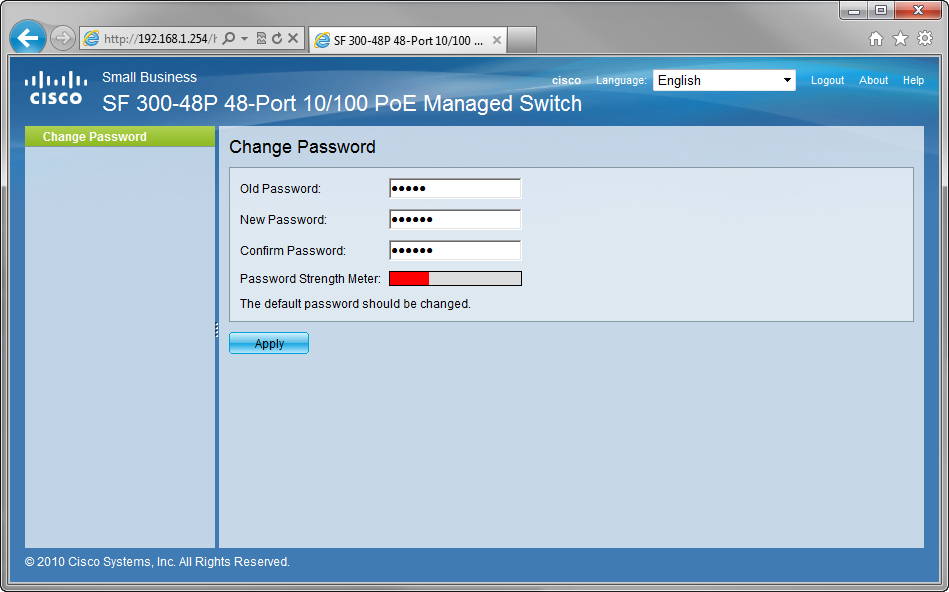 http://192.168.1.254/
SF 300-48P 48-Port 10/100 ...
CISCO
Small Business
SF 300-48P 48-Port 10/100 PoE Managed Switch
cisco Language: English Logout About Help
Change Password
Change Password
Old Password: •••••
New Password: ••••••
Confirm Password: ••••••
Password Strength Meter:
The default password should be changed.
Apply
© 2010 Cisco Systems, Inc. All Rights Reserved.